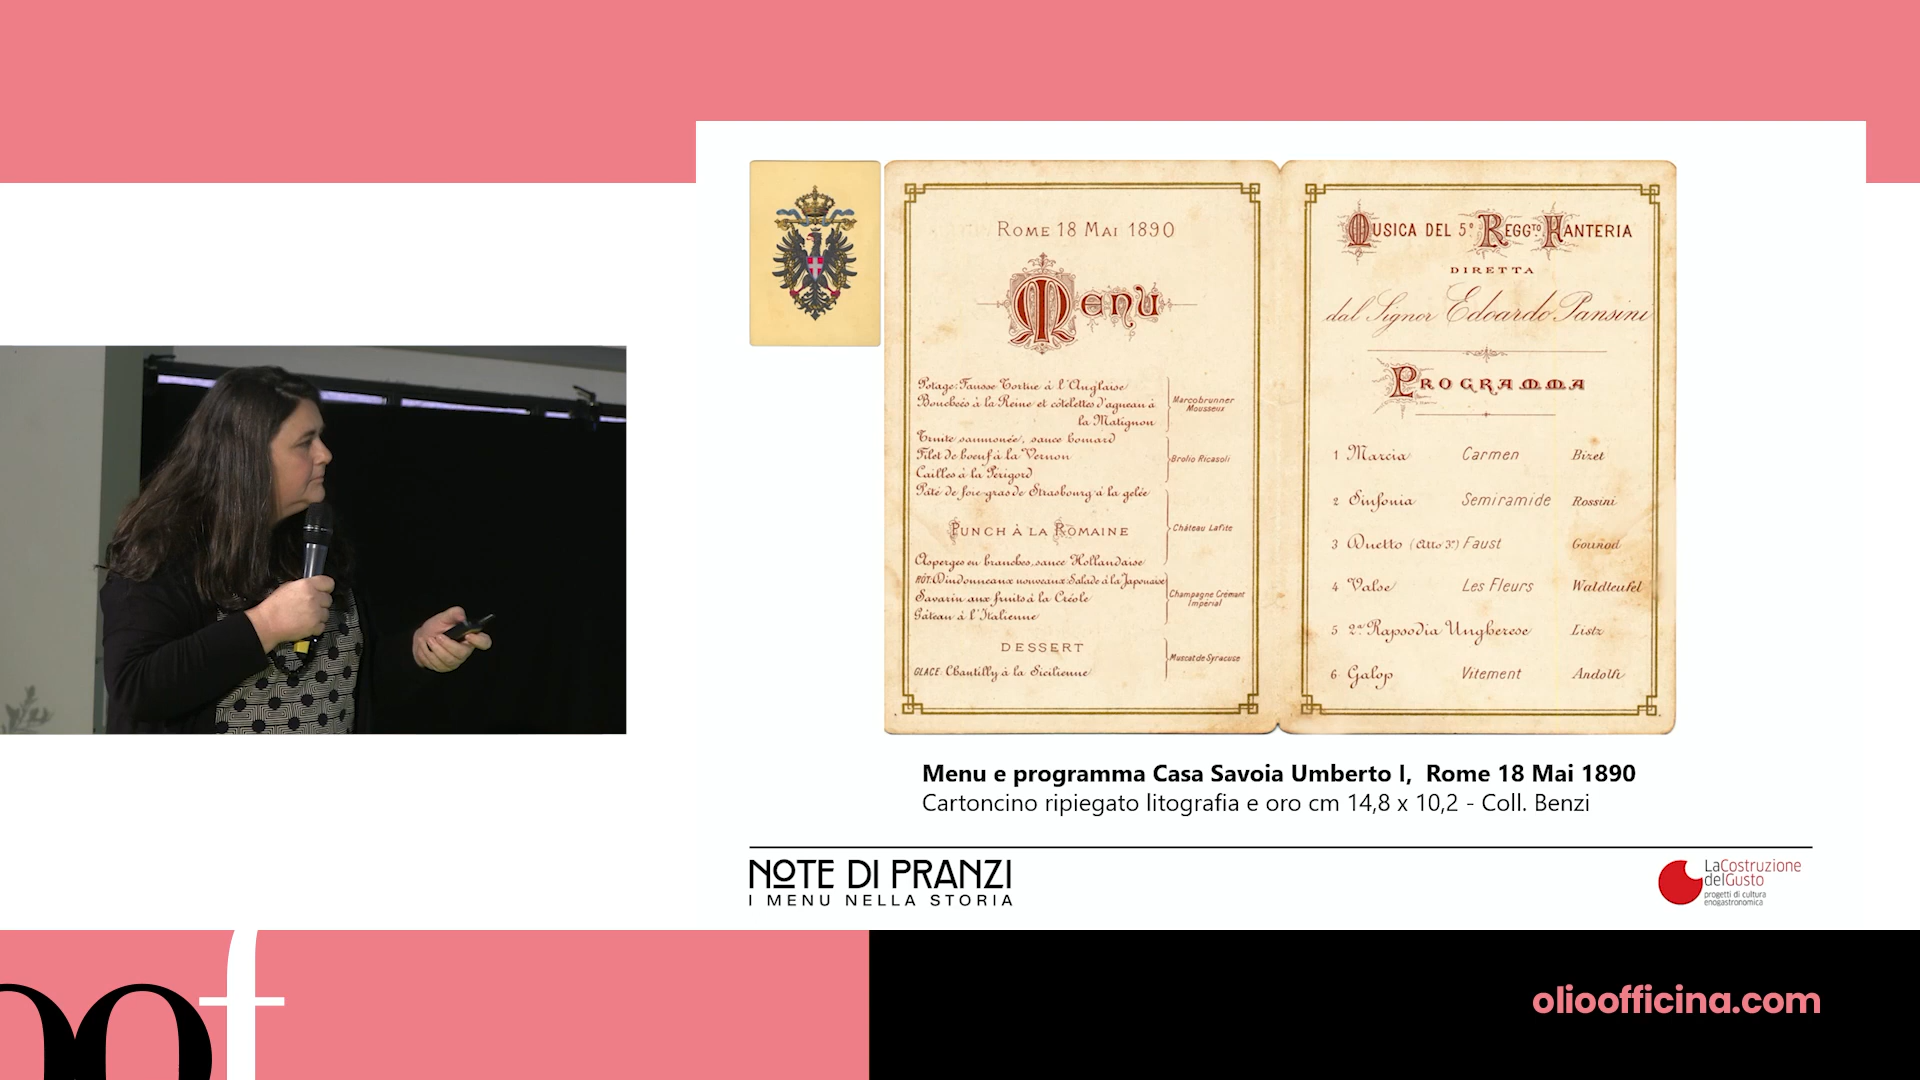 Rome 18 Mai 1890
Menu
Potage: Fausse Tortue à l'Anglaise
Bouchées à la Reine et côtelettes d'agneau à
la Matignon
Marcobrunner
Mousseux
Truite saumonée, sauce homard
Filet de boeuf à la Vernon
Cailles à la Périgord
Brolio Ricasoli
Pâté de foie-gras de Strasbourg à la gelée
PUNCH À LA ROMAINE
Château Lafite
Asperges en branches, sauce Hollandaise
RÔT: Dindonneaux nouveaux: Salade à la Japonaise
Savarin aux fruits à la Créole
Gâteau à l'Italienne
Champagne Crémant
Impérial
DESSERT
GLACE: Chantilly à la Sicilienne
Muscat de Syracuse
MUSICA DEL 5° REGG.TO FANTERIA
DIRETTA
dal Signor Edoardo Pansini
PROGRAMMA
1 Marcia Carmen Bizet
2 Sinfonia Semiramide Rossini
3 Duetto (Atto 3°) Faust Gounod
4 Valse Les Fleurs Waldteufel
5 2.a Rapsodia Ungherese Listz
6 Galop Vitement Andolfi
Menu e programma Casa Savoia Umberto I, Rome 18 Mai 1890
Cartoncino ripiegato litografia e oro cm 14,8 x 10,2 - Coll. Benzi
NOTE DI PRANZI
I MENU NELLA STORIA
LaCostruzione
delGusto
progetti di cultura
enogastronomica
oof
olioofficina.com